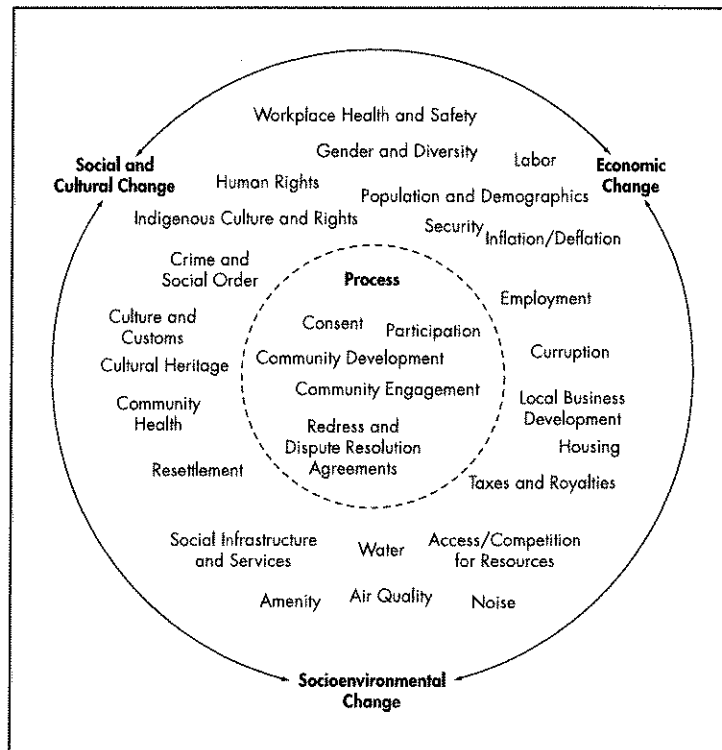 Workplace Health and Safety
Gender and Diversity
Labor
Social and
Cultural Change
Economic
Change
Human Rights
Population and Demographics
Indigenous Culture and Rights
Security
Inflation/Deflation
Crime and
Social Order
Process
Employment
Consent
Participation
Culture and
Customs
Cultural Heritage
Community Development
Curruption
Community Engagement
Community
Health
Local Business
Development
Redress and
Dispute Resolution
Agreements
Housing
Resettlement
Taxes and Royalties
Social Infrastructure
and Services
Water
Access/Competition
for Resources
Amenity
Air Quality
Noise
Socioenvironmental
Change